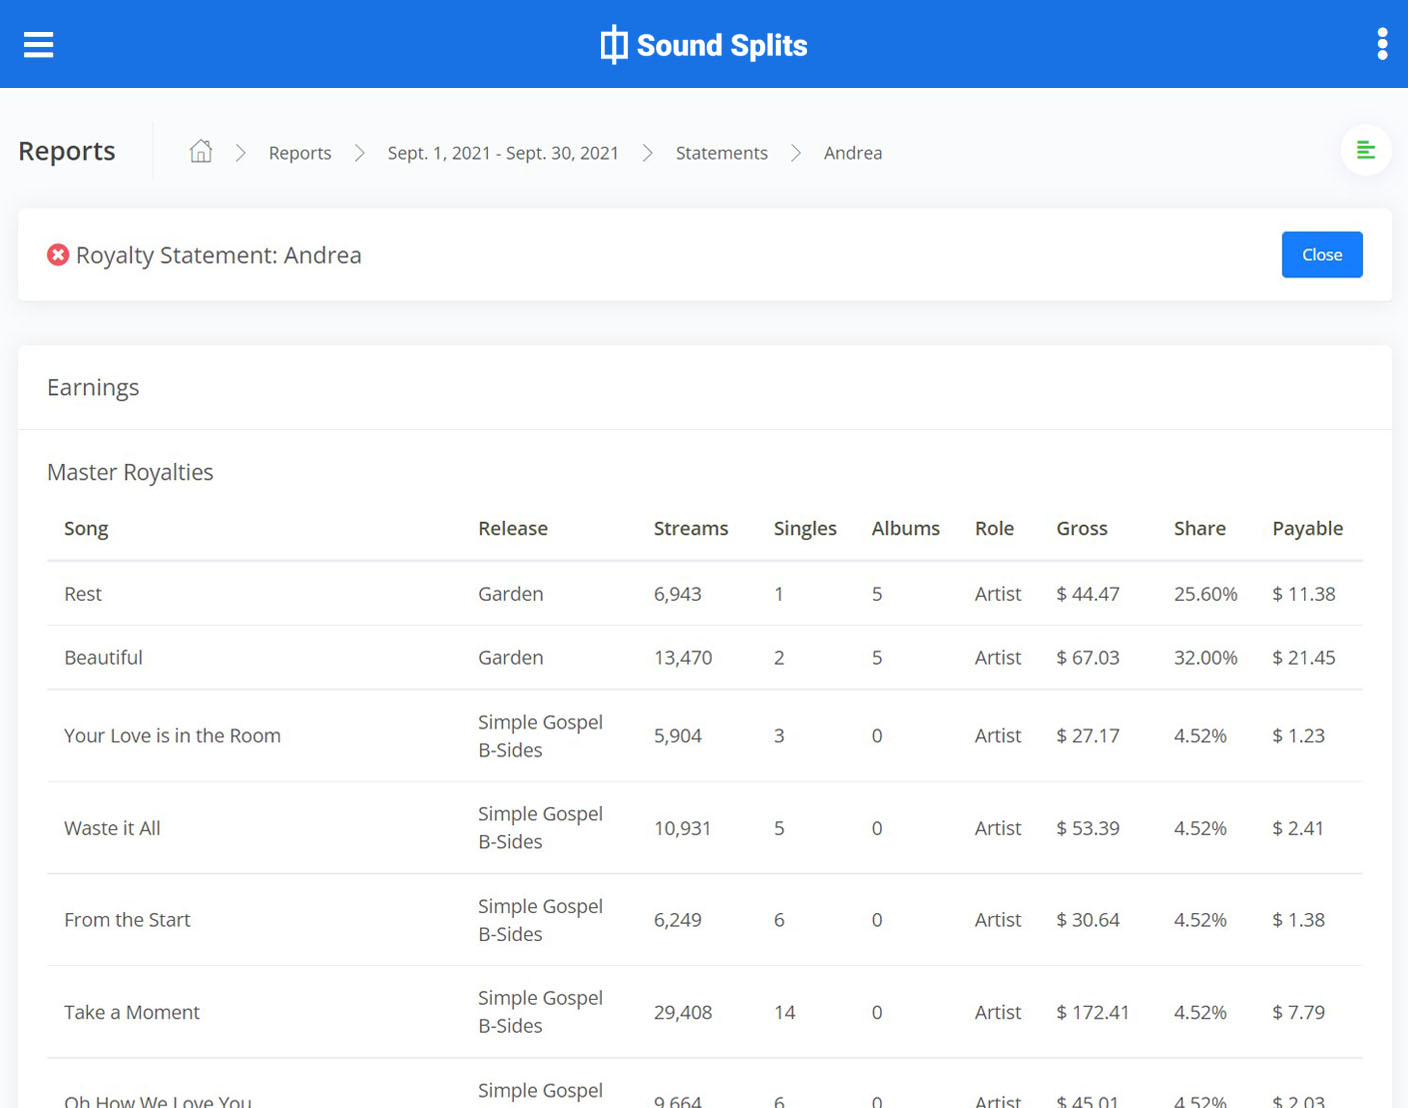 Sound Splits
Reports
Reports
Sept. 1, 2021 - Sept. 30, 2021
Statements
Andrea
Royalty Statement: Andrea
Close
Earnings
Master Royalties
Song Release Streams Singles Albums Role Gross Share Payable
Rest Garden 6,943 1 5 Artist $ 44.47 25.60% $ 11.38
Beautiful Garden 13,470 2 5 Artist $ 67.03 32.00% $ 21.45
Your Love is in the Room Simple Gospel
B-Sides 5,904 3 0 Artist $ 27.17 4.52% $ 1.23
Waste it All Simple Gospel
B-Sides 10,931 5 0 Artist $ 53.39 4.52% $ 2.41
From the Start Simple Gospel
B-Sides 6,249 6 0 Artist $ 30.64 4.52% $ 1.38
Take a Moment Simple Gospel
B-Sides 29,408 14 0 Artist $ 172.41 4.52% $ 7.79
Simple Gospel
Oh How We Love You 9,664 6 0 Artist $ 45.01 4.52% $ 2.03